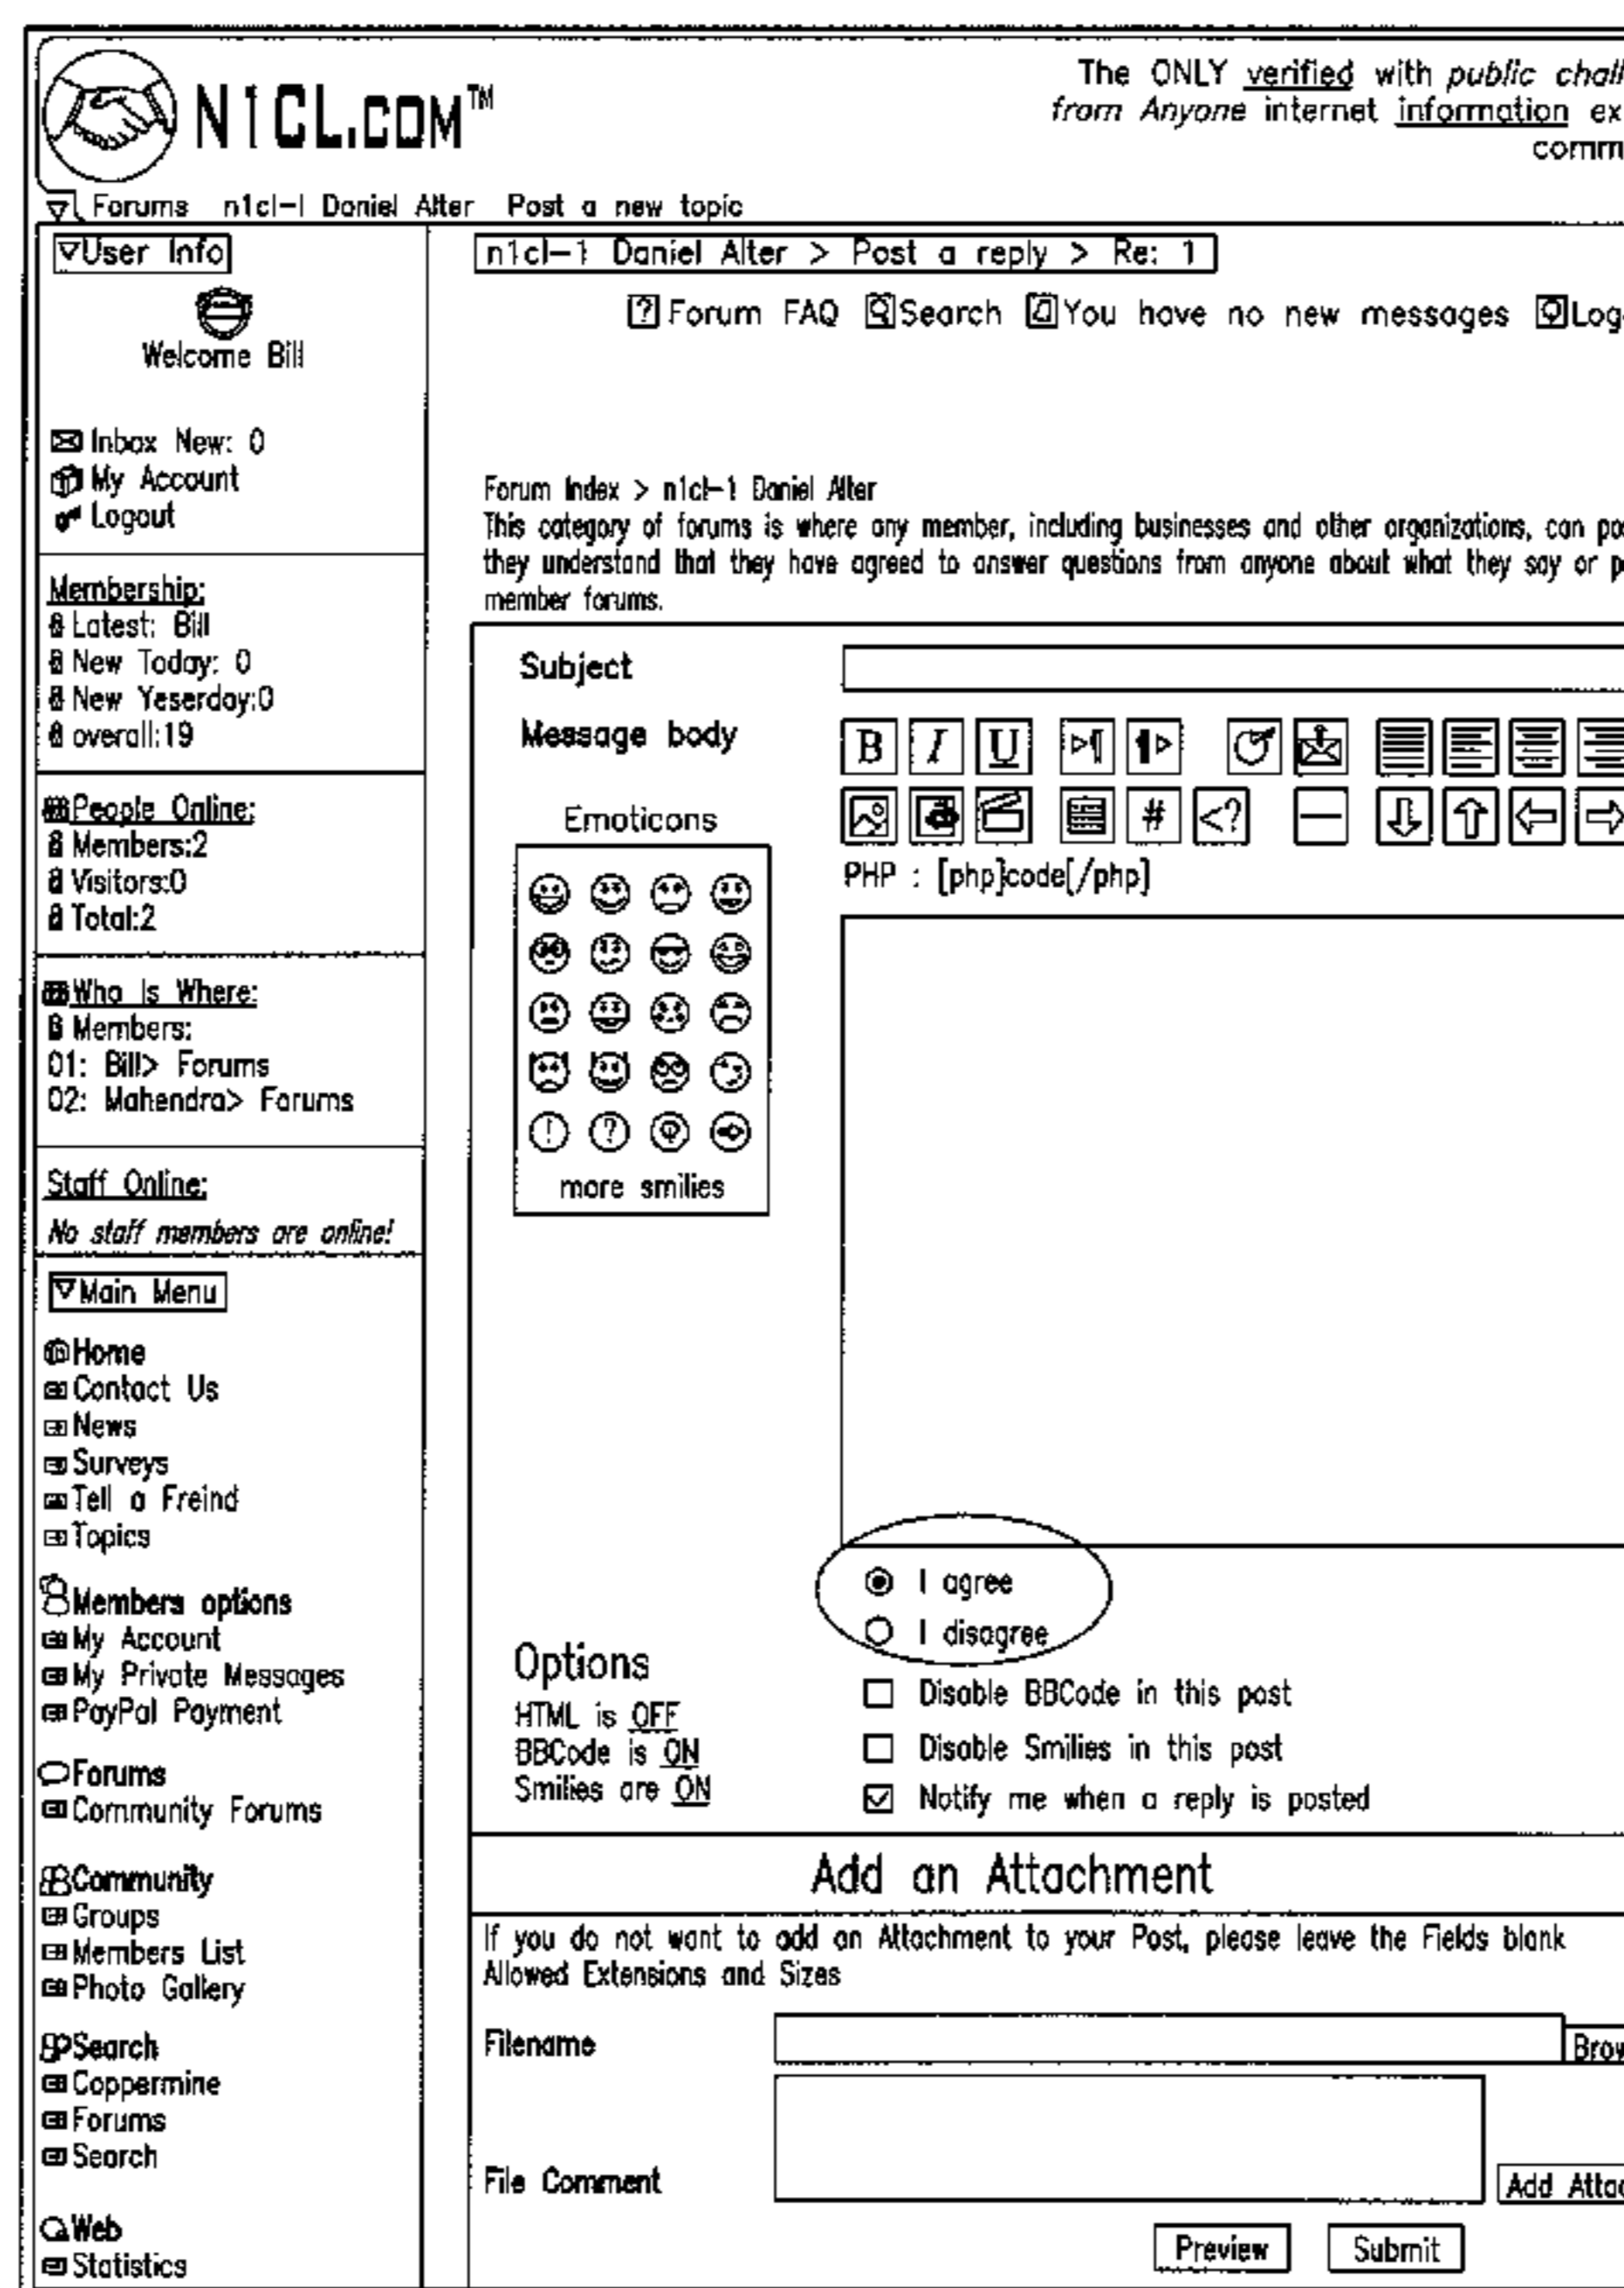 N1CL.COM™
The ONLY verified with public
from Anyone internet information
Forums n1cl-1 Daniel Alter Post a new topic
User Info
Welcome Bill
Inbox New: 0
My Account
Logout
Membership:
Latest: Bill
New Today: 0
New Yeserday:0
overall:19
People Online:
Members:2
Visitors:0
Total:2
Who Is Where:
Members:
01: Bill> Forums
02: Mahendra> Forums
Staff Online:
No staff members are online!
Main Menu
Home
Contact Us
News
Surveys
Tell a Freind
Topics
Members options
My Account
My Private Messages
PayPal Payment
Forums
Community Forums
Community
Groups
Members List
Photo Gallery
Search
Coppermine
Forums
Search
Web
Statistics
n1cl-1 Daniel Alter > Post a reply > Re: 1
? Forum FAQ Search You have no new messages
Forum Index > n1cl-1 Daniel Alter
This category of forums is where any member, including businesses and other organizations, can
they understand that they have agreed to answer questions from anyone about what they say or
member forums.
Subject
Message body
B I U
# <?
PHP : [php]code[/php]
Emoticons
! ?
more smilies
I agree
I disagree
Options
HTML is OFF
BBCode is ON
Smilies are ON
Disable BBCode in this post
Disable Smilies in this post
Notify me when a reply is posted
Add an Attachment
If you do not want to add an Attachment to your Post, please leave the Fields blank
Allowed Extensions and Sizes
Filename
File Comment
Add
Preview Submit